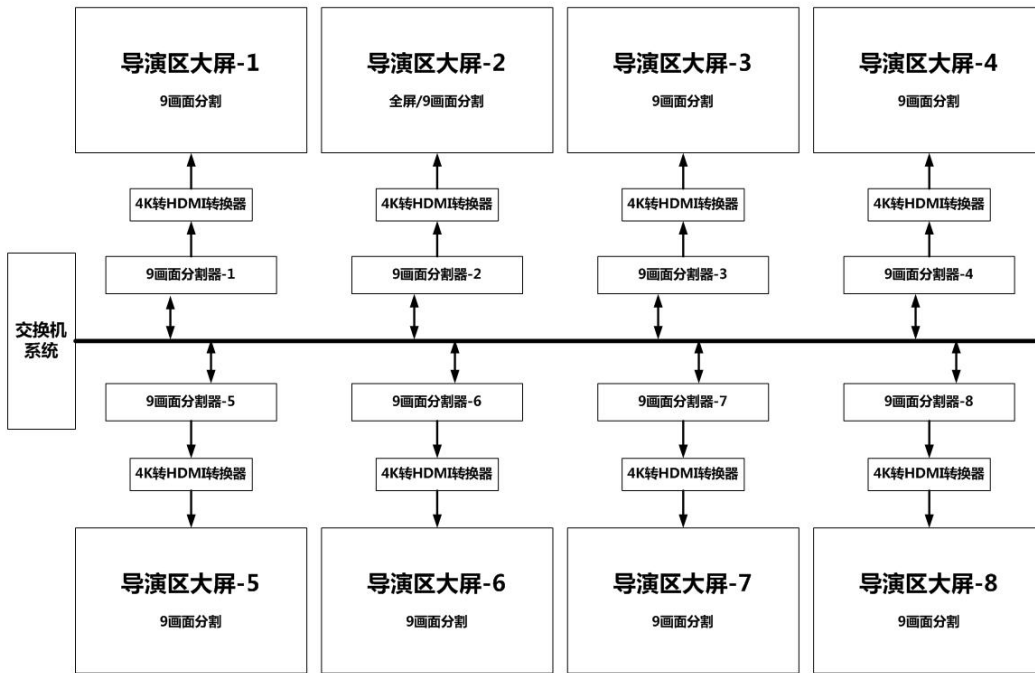 导演区大屏-1
9画面分割
导演区大屏-2
全屏/9画面分割
导演区大屏-3
9画面分割
导演区大屏-4
9画面分割
4K转HDMI转换器
4K转HDMI转换器
4K转HDMI转换器
4K转HDMI转换器
9画面分割器-1
9画面分割器-2
9画面分割器-3
9画面分割器-4
交换机
系统
9画面分割器-5
9画面分割器-6
9画面分割器-7
9画面分割器-8
4K转HDMI转换器
4K转HDMI转换器
4K转HDMI转换器
4K转HDMI转换器
导演区大屏-5
9画面分割
导演区大屏-6
9画面分割
导演区大屏-7
9画面分割
导演区大屏-8
9画面分割